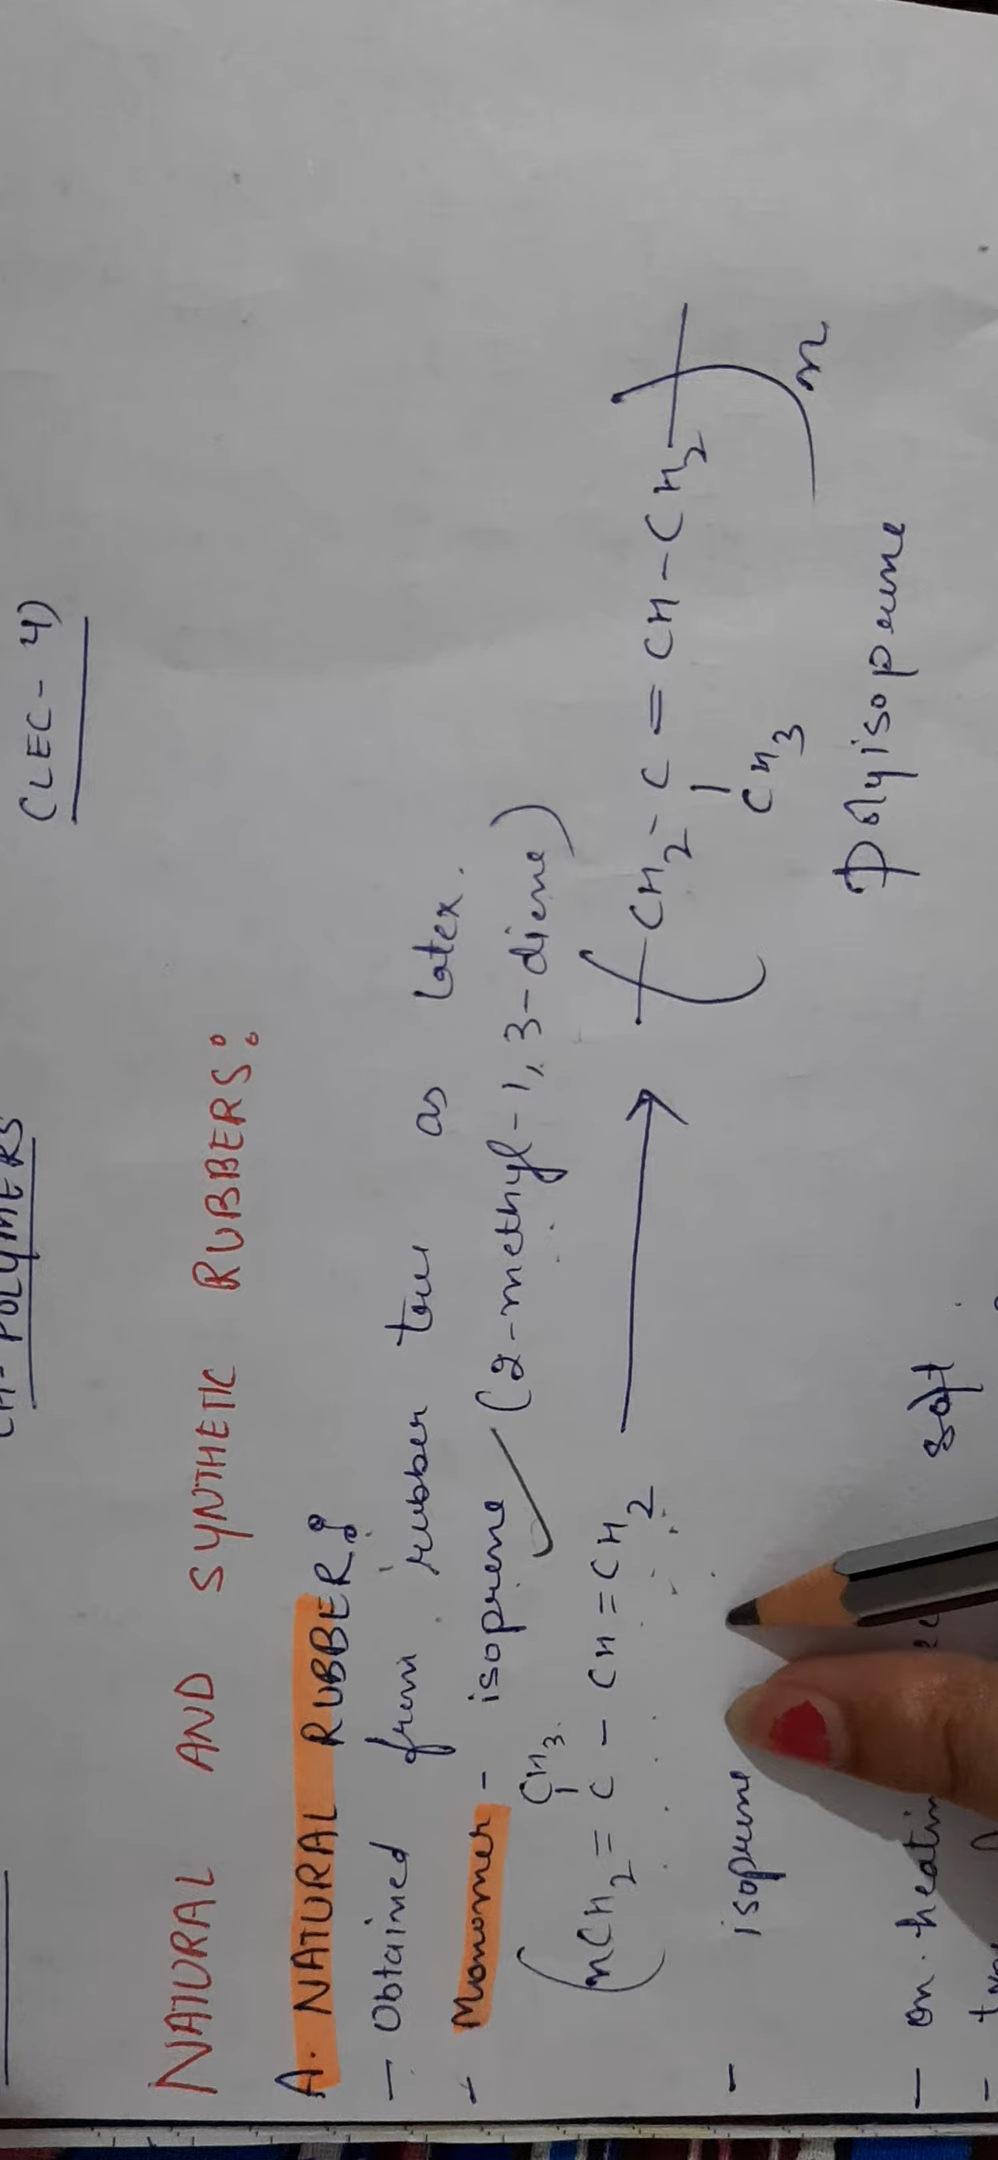 CH- POLYMERS
(LEC- 4)
NATURAL AND SYNTHETIC RUBBERS:
A. NATURAL RUBBER:
- Obtained from rubber tree as latex.
- Monomer - isoprene (2-methyl-1,3-diene)
CH3
(nCH2 = C - CH = CH2 → (CH2 - C = CH - CH2)n
CH3
- isoprene
polyisoprene
- on heating soft
-